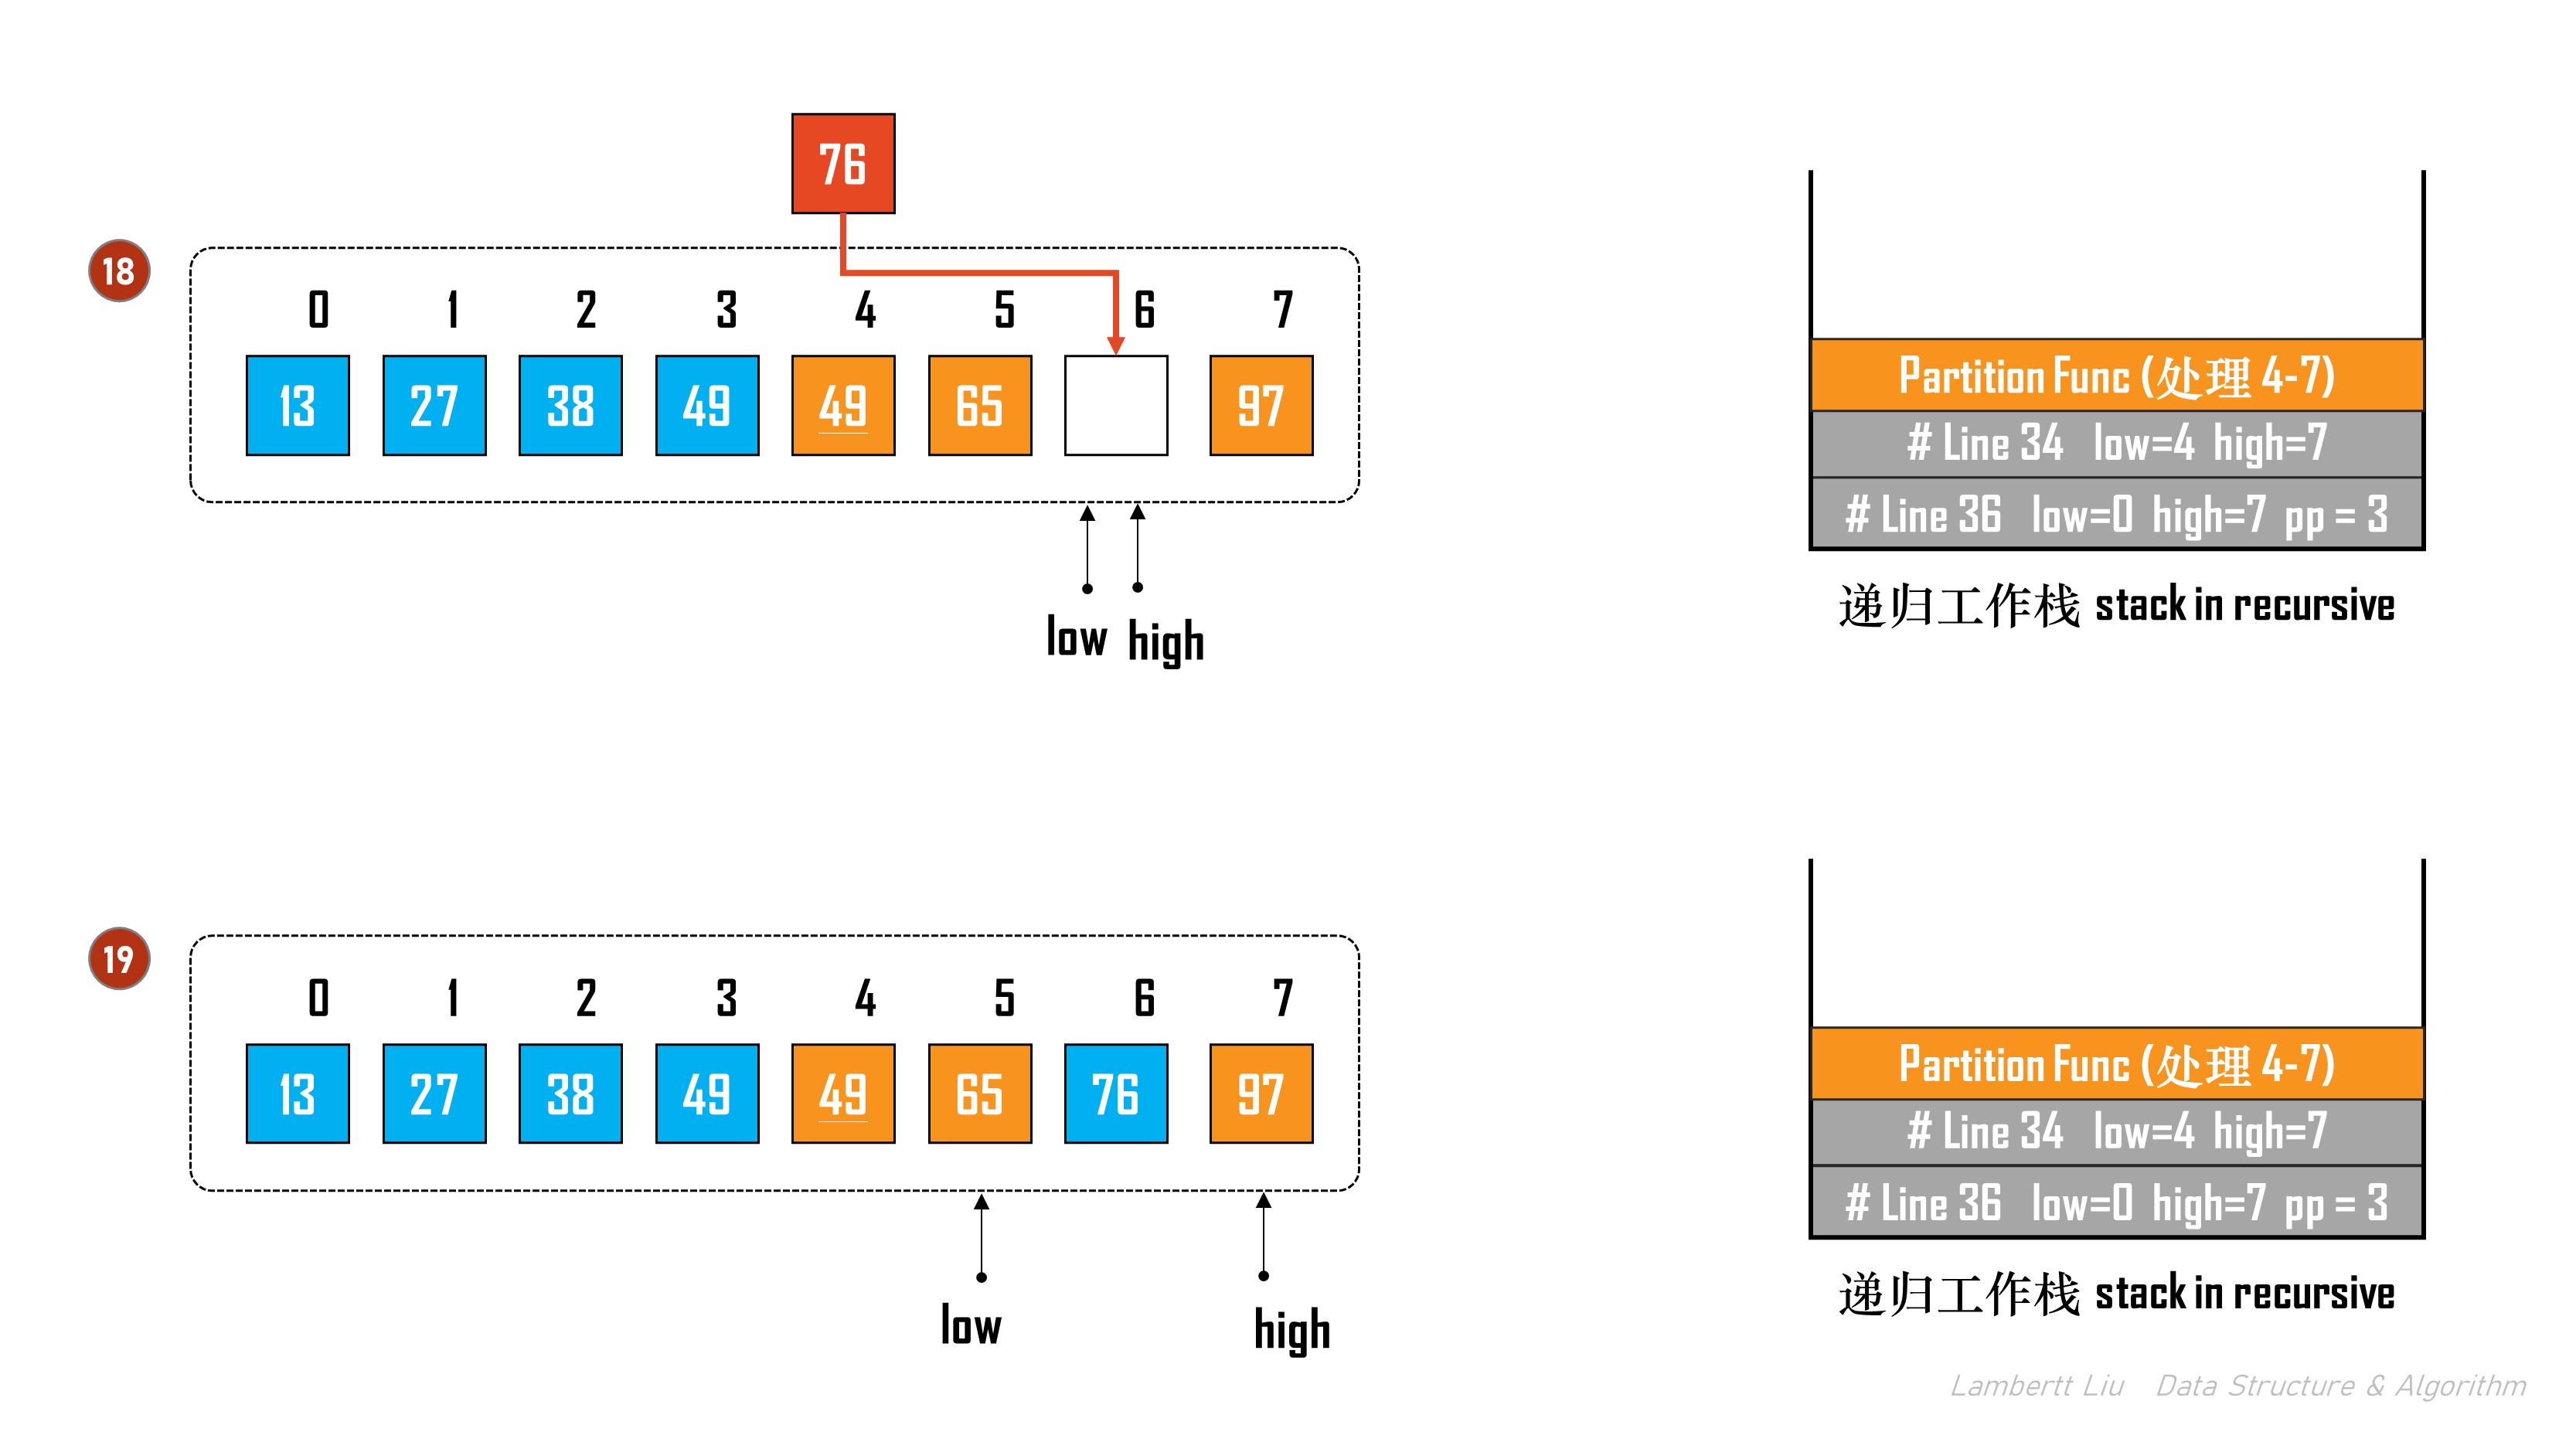 76
18
0 1 2 3 4 5 6 7
13 27 38 49 49 65 97
low high
Partition Func (处理 4-7)
# Line 34 low=4 high=7
# Line 36 low=0 high=7 pp = 3
递归工作栈 stack in recursive
19
0 1 2 3 4 5 6 7
13 27 38 49 49 65 76 97
low high
Partition Func (处理 4-7)
# Line 34 low=4 high=7
# Line 36 low=0 high=7 pp = 3
递归工作栈 stack in recursive
Lambertt Liu Data Structure & Algorithm